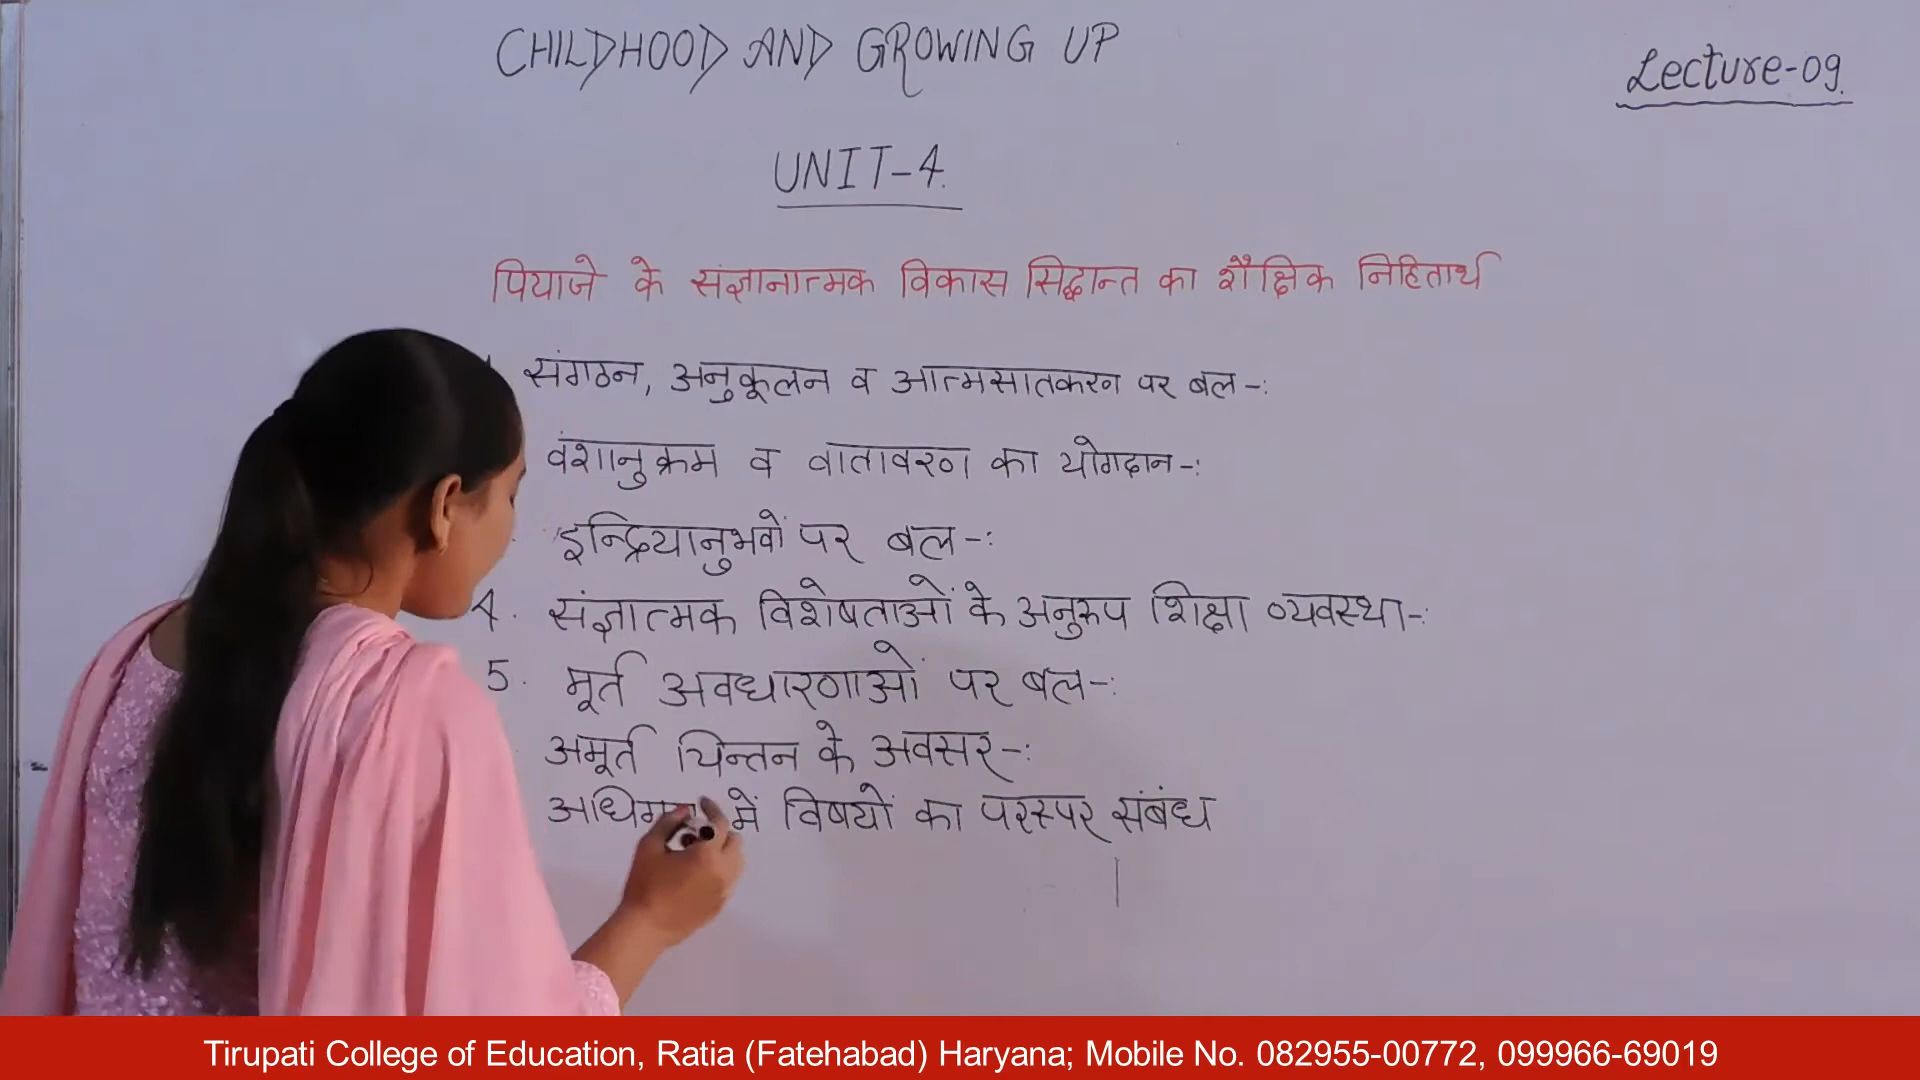 CHILDHOOD AND GROWING UP
Lecture-09.
UNIT-4.
पियाजे के संज्ञानात्मक विकास सिद्धान्त का शैक्षिक निहितार्थ
संगठन, अनुकूलन व आत्मसातकरण पर बल-:
वंशानुक्रम व वातावरण का योगदान-:
इन्द्रियानुभवों पर बल-:
4. संज्ञात्मक विशेषताओं के अनुरूप शिक्षा व्यवस्था-:
5. मूर्त अवधारणाओं पर बल-:
अमूर्त चिन्तन के अवसर-:
में विषयों का परस्पर संबंध
Tirupati College of Education, Ratia (Fatehabad) Haryana; Mobile No. 082955-00772, 099966-69019